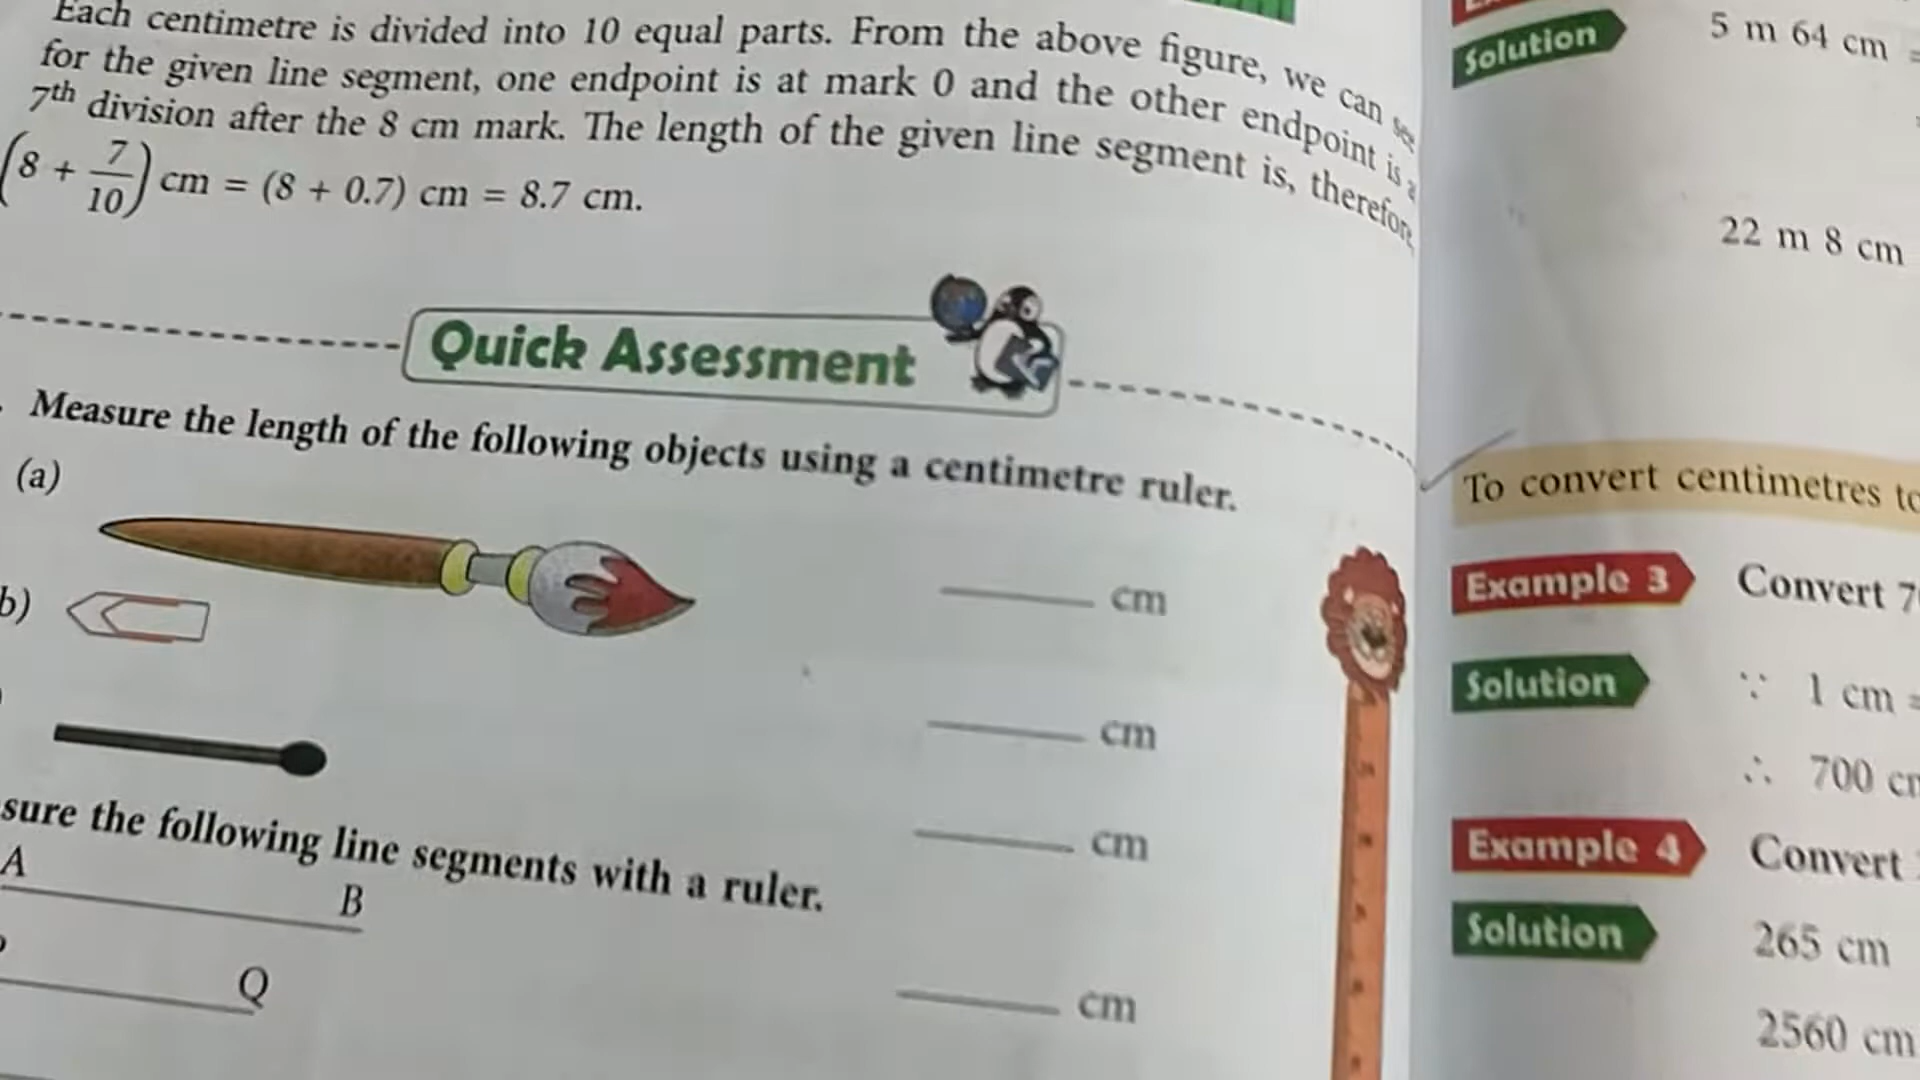 Each centimetre is divided into 10 equal parts. From the above figure, we can see
for the given line segment, one endpoint is at mark 0 and the other endpoint is
7th division after the 8 cm mark. The length of the given line segment is, therefore,
(8 + 7/10) cm = (8 + 0.7) cm = 8.7 cm.
Quick Assessment
Measure the length of the following objects using a centimetre ruler.
(a)
cm
b)
cm
cm
sure the following line segments with a ruler.
A
B
Q
cm
Solution
5 m 64 cm =
22 m 8 cm
To convert centimetres to
Example 3 Convert 70
Solution ∵ 1 cm =
∴ 700 cm
Example 4 Convert
Solution 265 cm
2560 cm